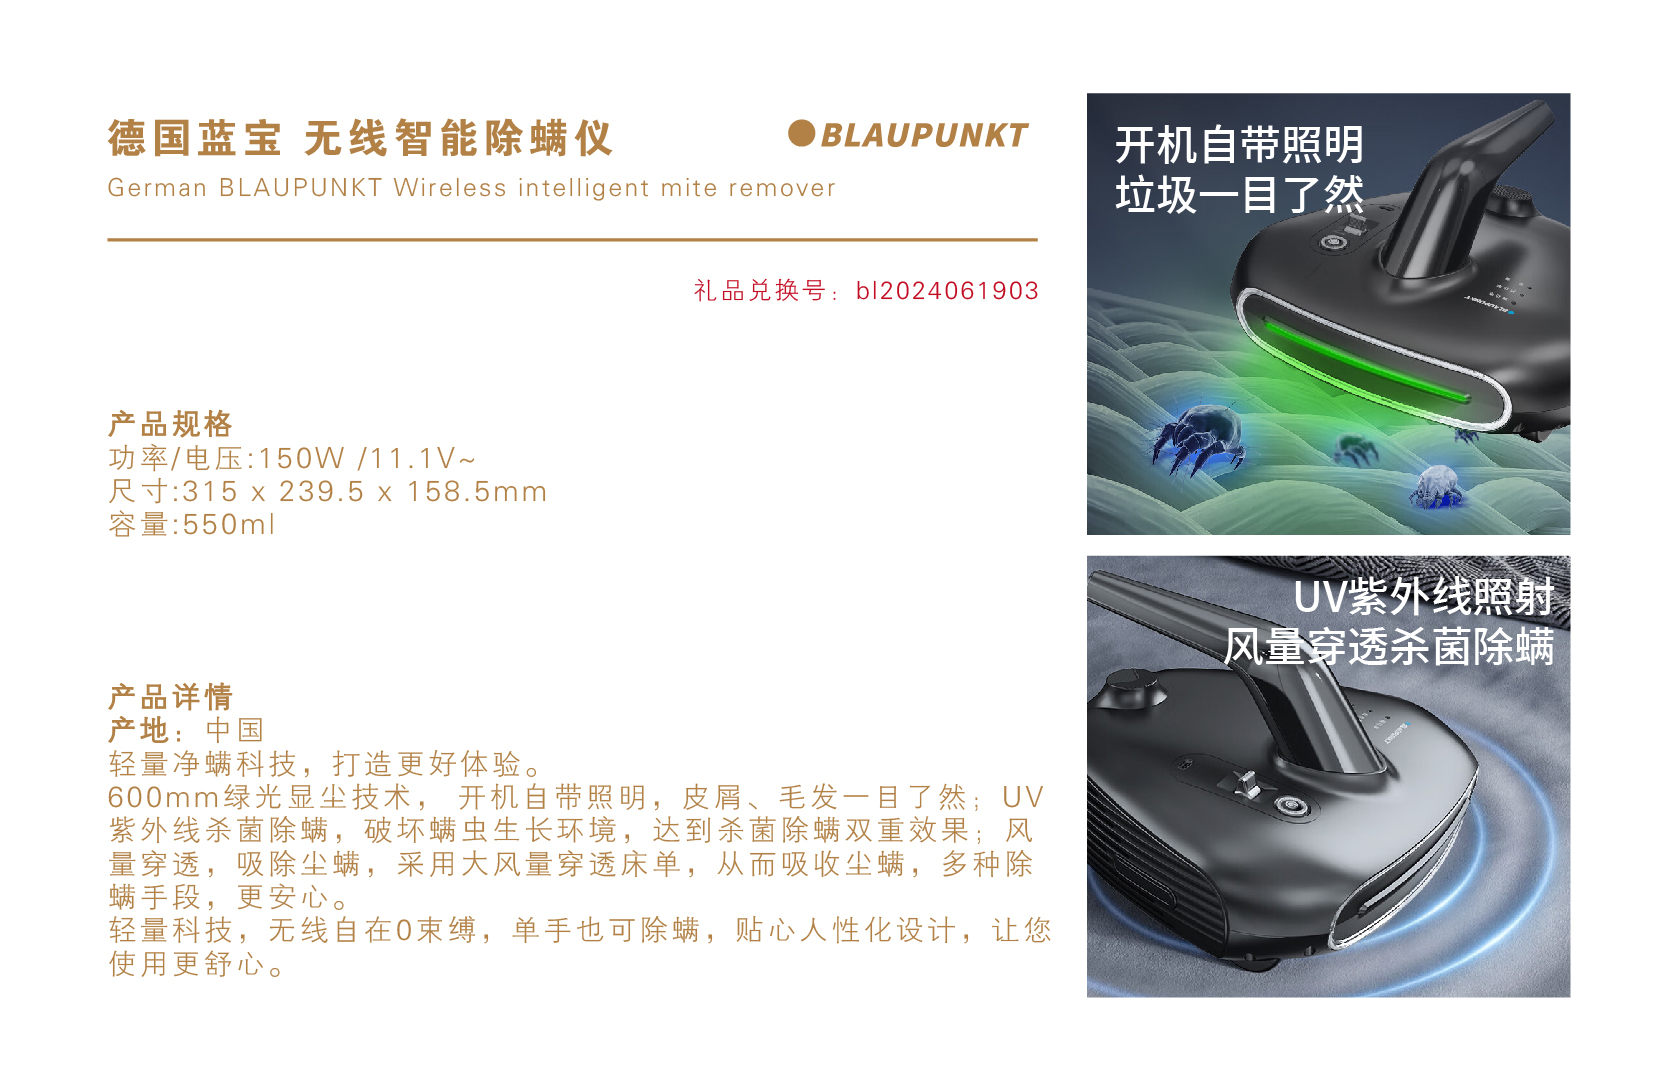 德国蓝宝 无线智能除螨仪
BLAUPUNKT
German BLAUPUNKT Wireless intelligent mite remover
礼品兑换号：bl2024061903
产品规格
功率/电压:150W /11.1V~
尺寸:315 x 239.5 x 158.5mm
容量:550ml
产品详情
产地：中国
轻量净螨科技，打造更好体验。
600mm绿光显尘技术， 开机自带照明，皮屑、毛发一目了然；UV
紫外线杀菌除螨，破坏螨虫生长环境，达到杀菌除螨双重效果；风
量穿透，吸除尘螨，采用大风量穿透床单，从而吸收尘螨，多种除
螨手段，更安心。
轻量科技，无线自在0束缚，单手也可除螨，贴心人性化设计，让您
使用更舒心。
开机自带照明
垃圾一目了然
BLAUPUNKT
UV紫外线照射
风量穿透杀菌除螨
BLAUPUNKT